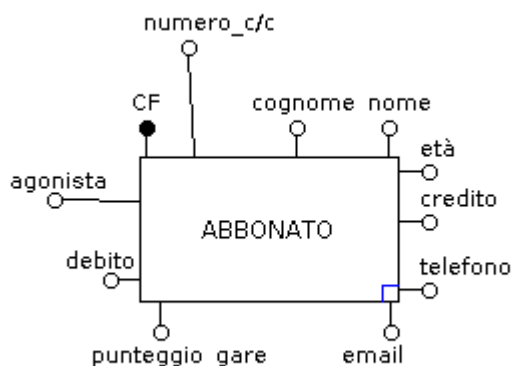 numero_c/c
CF
cognome nome
età
agonista
credito
ABBONATO
debito
telefono
punteggio gare
email